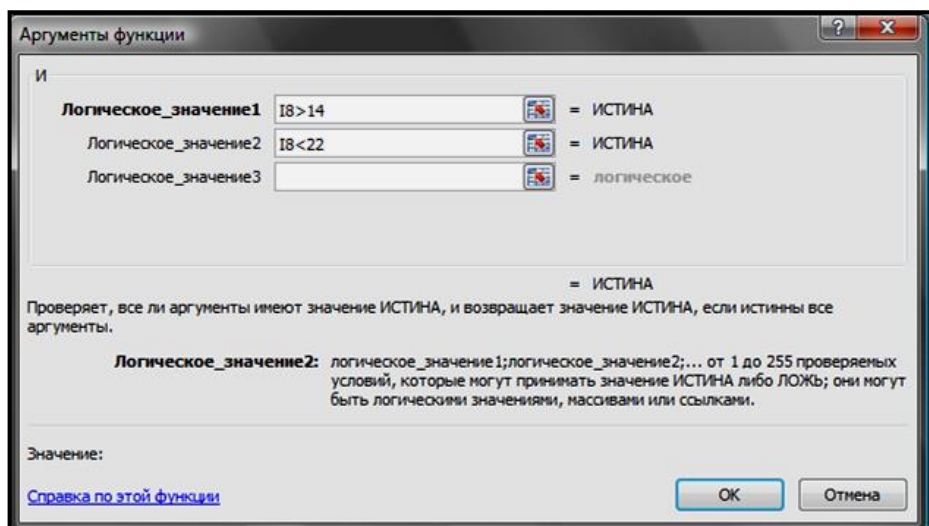 Аргументы функции
И
Логическое_значение1 I8>14 = ИСТИНА
Логическое_значение2 I8<22 = ИСТИНА
Логическое_значение3 = логическое
= ИСТИНА
Проверяет, все ли аргументы имеют значение ИСТИНА, и возвращает значение ИСТИНА, если истинны все
аргументы.
Логическое_значение2: логическое_значение1;логическое_значение2;... от 1 до 255 проверяемых
условий, которые могут принимать значение ИСТИНА либо ЛОЖЬ; они могут
быть логическими значениями, массивами или ссылками.
Значение:
Справка по этой функции OK Отмена